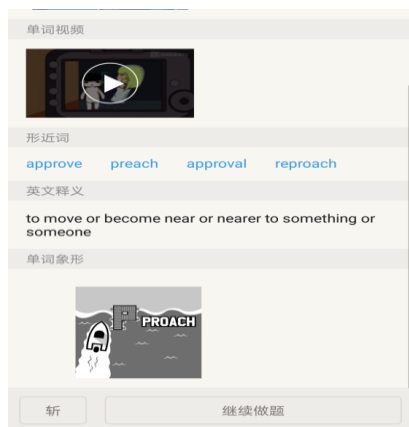 单词视频
形近词
approve preach approval reproach
英文释义
to move or become near or nearer to something or
someone
单词象形
PROACH
斩 继续做题